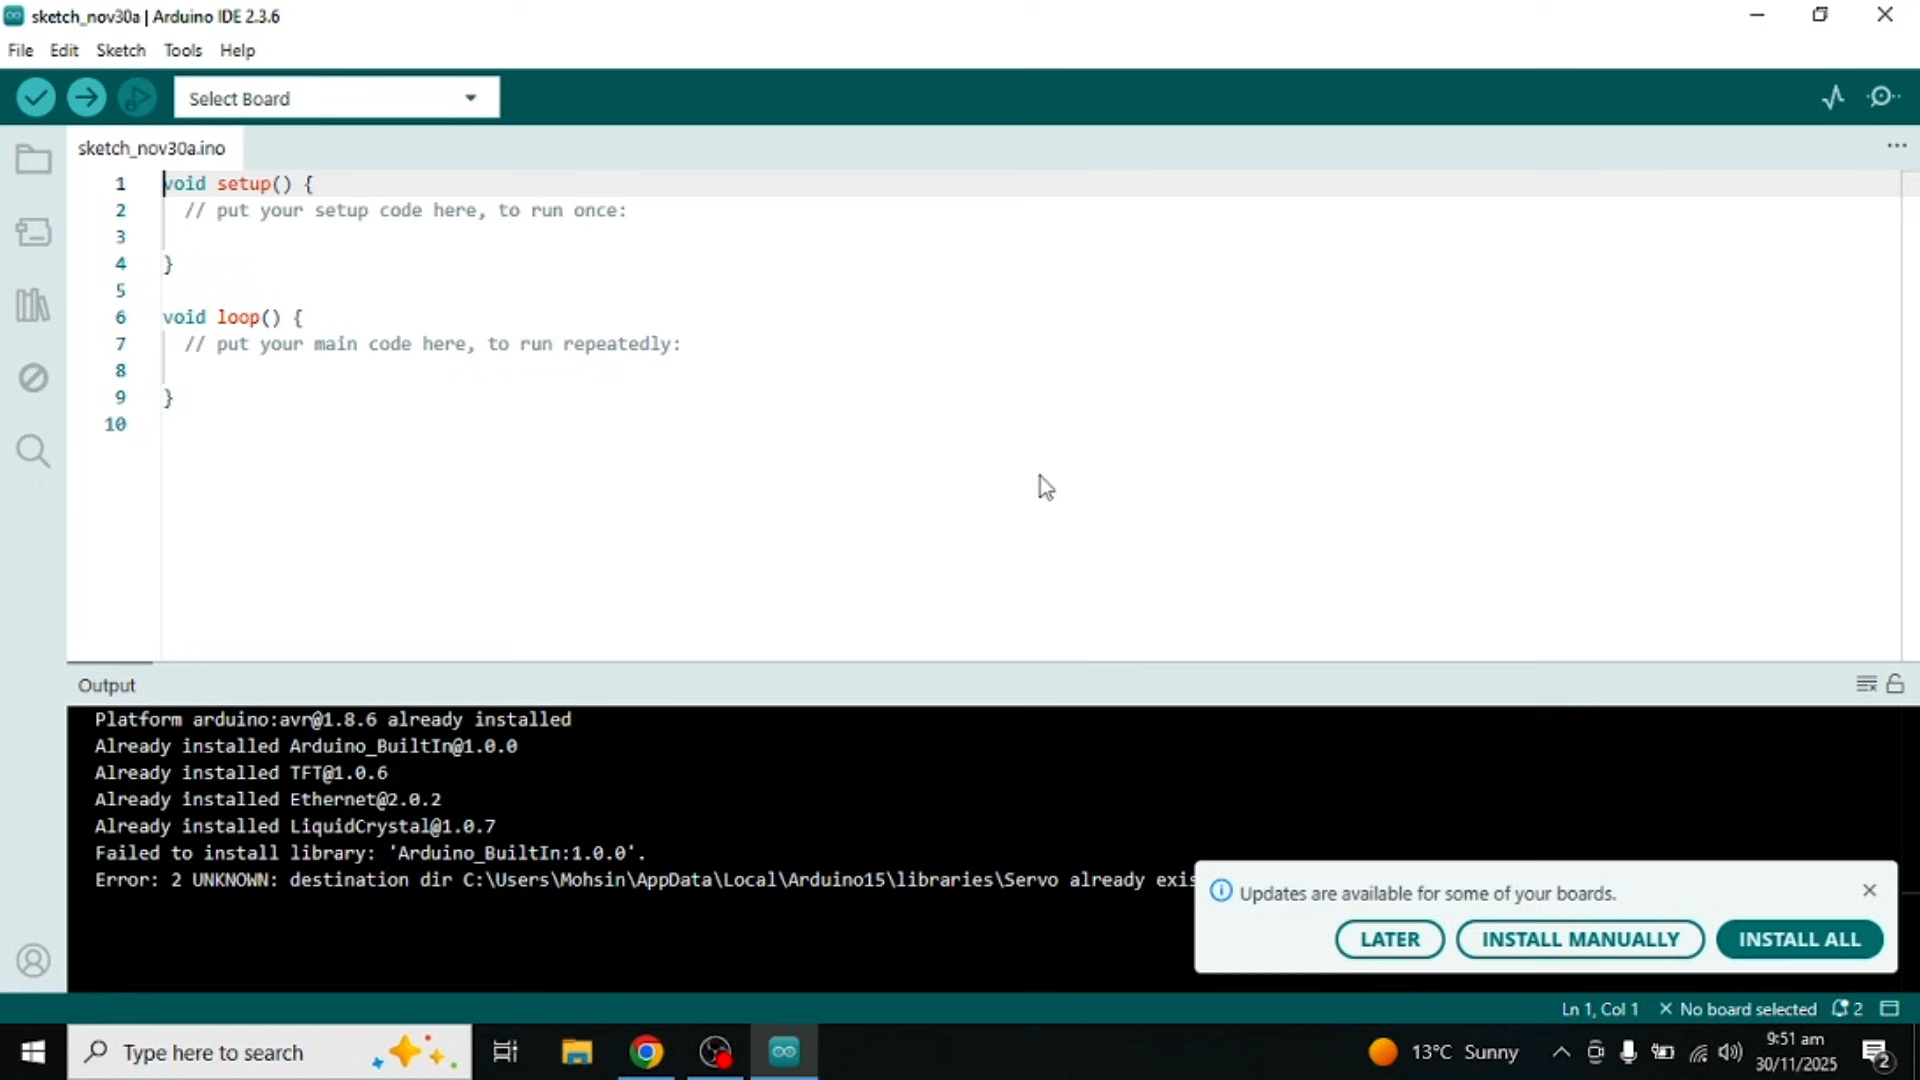 sketch_nov30a | Arduino IDE 2.3.6
File Edit Sketch Tools Help
Select Board
sketch_nov30a.ino
1 void setup() {
2 // put your setup code here, to run once:
3
4 }
5
6 void loop() {
7 // put your main code here, to run repeatedly:
8
9 }
10
Output
Platform arduino:avr@1.8.6 already installed
Already installed Arduino_BuiltIn@1.0.0
Already installed TFT@1.0.6
Already installed Ethernet@2.0.2
Already installed LiquidCrystal@1.0.7
Failed to install library: 'Arduino_BuiltIn:1.0.0'.
Error: 2 UNKNOWN: destination dir C:\Users\Mohsin\AppData\Local\Arduino15\libraries\Servo already exis
Updates are available for some of your boards.
LATER INSTALL MANUALLY INSTALL ALL
Ln 1, Col 1 No board selected 2
Type here to search
13°C Sunny
9:51 am
30/11/2025
2